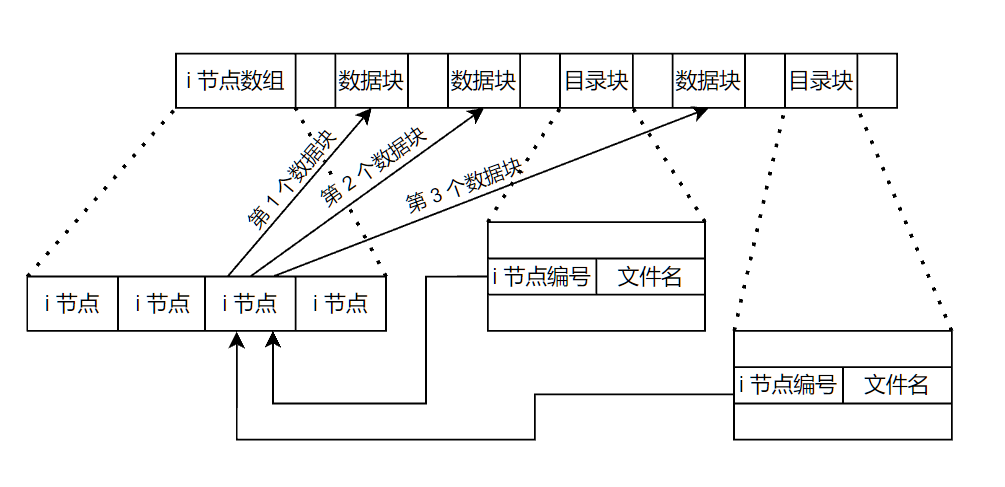 i 节点数组
数据块
数据块
目录块
数据块
目录块
第 1 个数据块
第 2 个数据块
第 3 个数据块
i 节点编号
文件名
i 节点
i 节点
i 节点
i 节点
i 节点编号
文件名